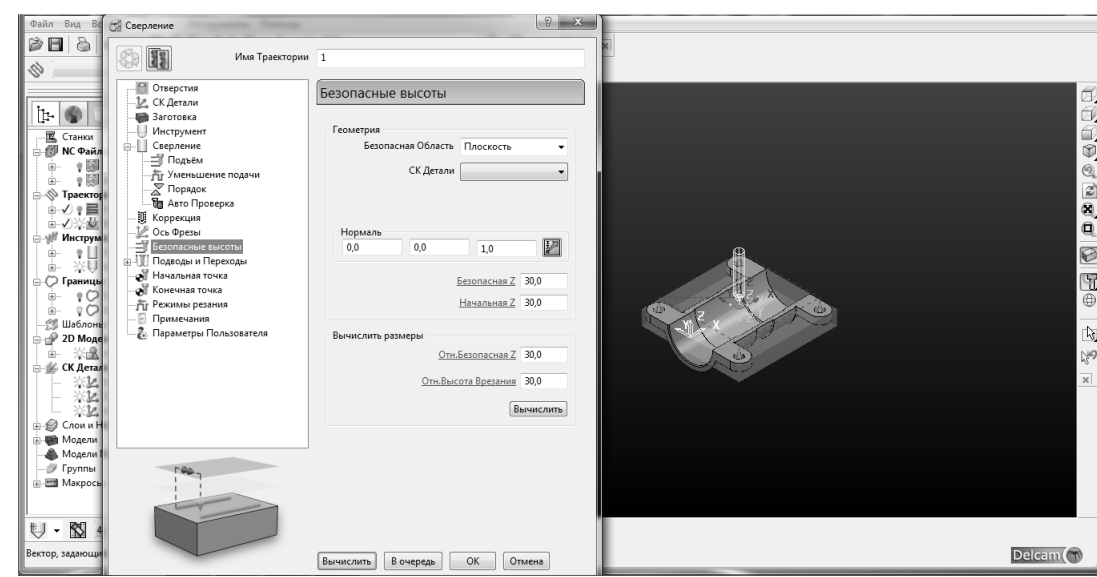 Файл Вид
Сверление
Имя Траектории 1
Отверстия
СК Детали
Заготовка
Инструмент
Сверление
Подъём
Уменьшение подачи
Порядок
Авто Проверка
Коррекция
Ось Фрезы
Безопасные высоты
Подводы и Переходы
Начальная точка
Конечная точка
Режимы резания
Примечания
Параметры Пользователя
Безопасные высоты
Геометрия
Безопасная Область Плоскость
СК Детали
Нормаль
0,0 0,0 1,0
Безопасная Z 30,0
Начальная Z 30,0
Вычислить размеры
Отн.Безопасная Z 30,0
Отн.Высота Врезания 30,0
Вычислить
Вычислить В очередь ОК Отмена
Станки
NC Файл
Траектор
Инструм
Границы
Шаблоны
2D Моде
СК Детал
Слои и Н
Модели
Модели
Группы
Макросы
Вектор, задающи
Z
X
Y
Z
X
Delcam